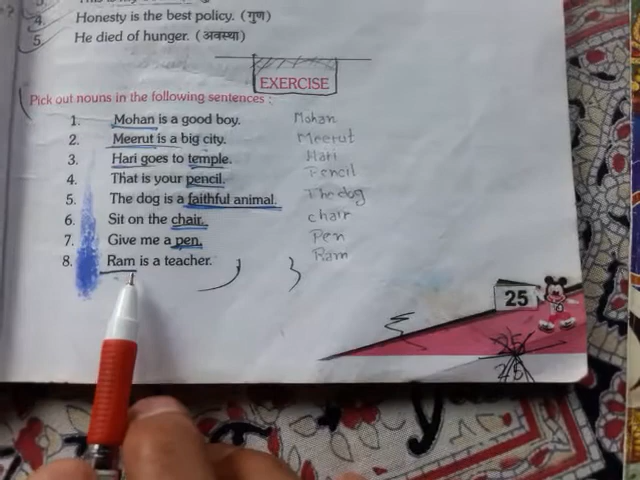 4. Honesty is the best policy. (गुण)
5. He died of hunger. (अवस्था)
EXERCISE
Pick out nouns in the following sentences :
1. Mohan is a good boy. Mohan
2. Meerut is a big city. Meerut
3. Hari goes to temple. Hari
4. That is your pencil. Pencil
5. The dog is a faithful animal. The dog
6. Sit on the chair. chair
7. Give me a pen. Pen
8. Ram is a teacher. Ram
25